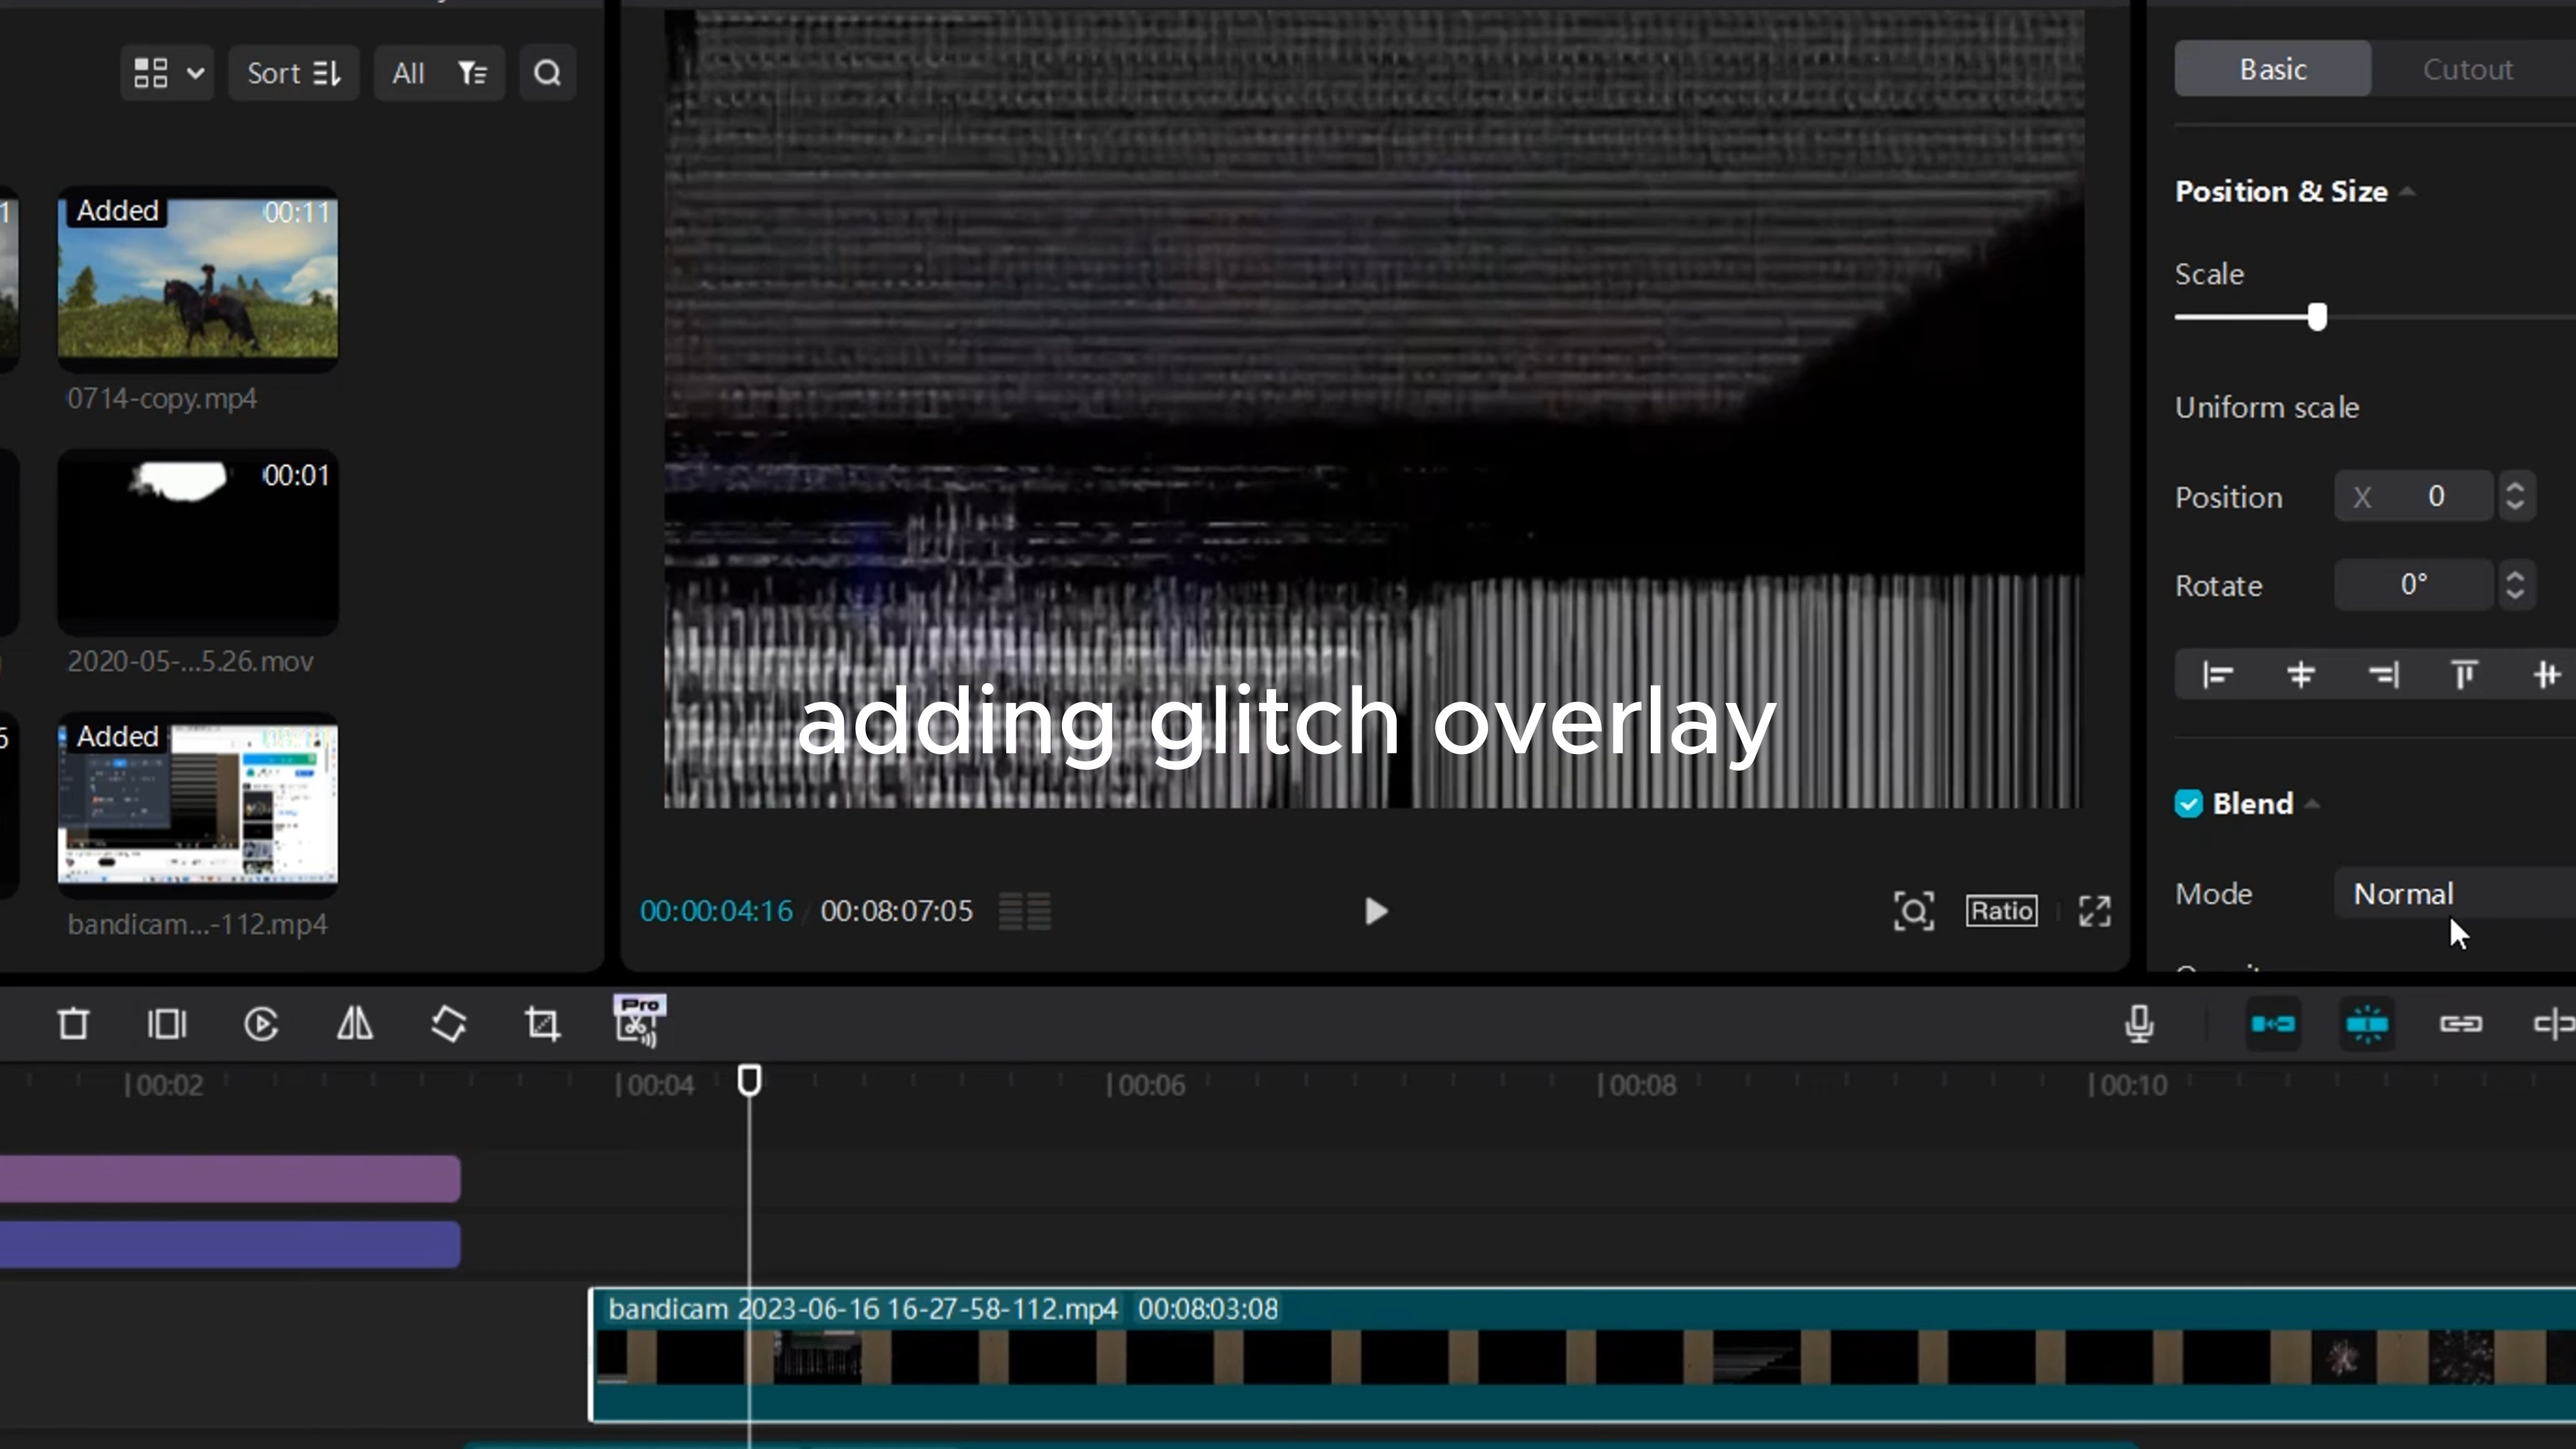 Sort
All
Basic
Cutout
1
Added
00:11
0714-copy.mp4
00:01
2020-05-...5.26.mov
Added
bandicam...-112.mp4
adding glitch overlay
Position & Size
Scale
Uniform scale
Position X 0
Rotate 0°
Blend
Mode Normal
00:00:04:16 / 00:08:07:05
Ratio
Pro
00:02
00:04
00:06
00:08
00:10
bandicam 2023-06-16 16-27-58-112.mp4 00:08:03:08